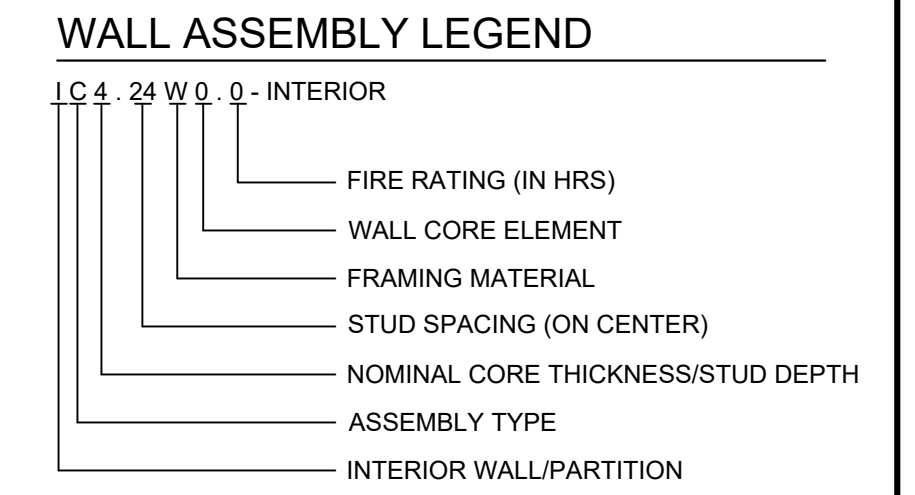 WALL ASSEMBLY LEGEND
I C 4 . 24 W 0 . 0 - INTERIOR
FIRE RATING (IN HRS)
WALL CORE ELEMENT
FRAMING MATERIAL
STUD SPACING (ON CENTER)
NOMINAL CORE THICKNESS/STUD DEPTH
ASSEMBLY TYPE
INTERIOR WALL/PARTITION